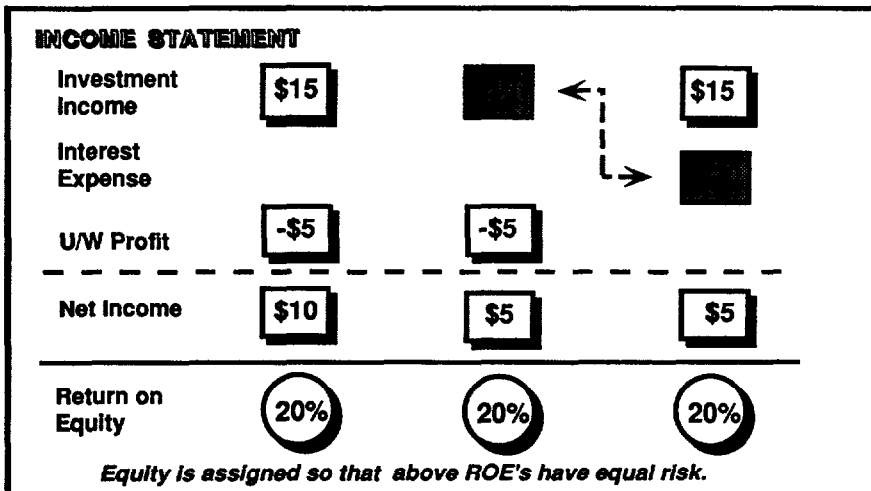 INCOME STATEMENT
Investment Income $15 $15
Interest Expense
U/W Profit -$5 -$5
Net Income $10 $5 $5
Return on Equity 20% 20% 20%
Equity is assigned so that above ROE's have equal risk.